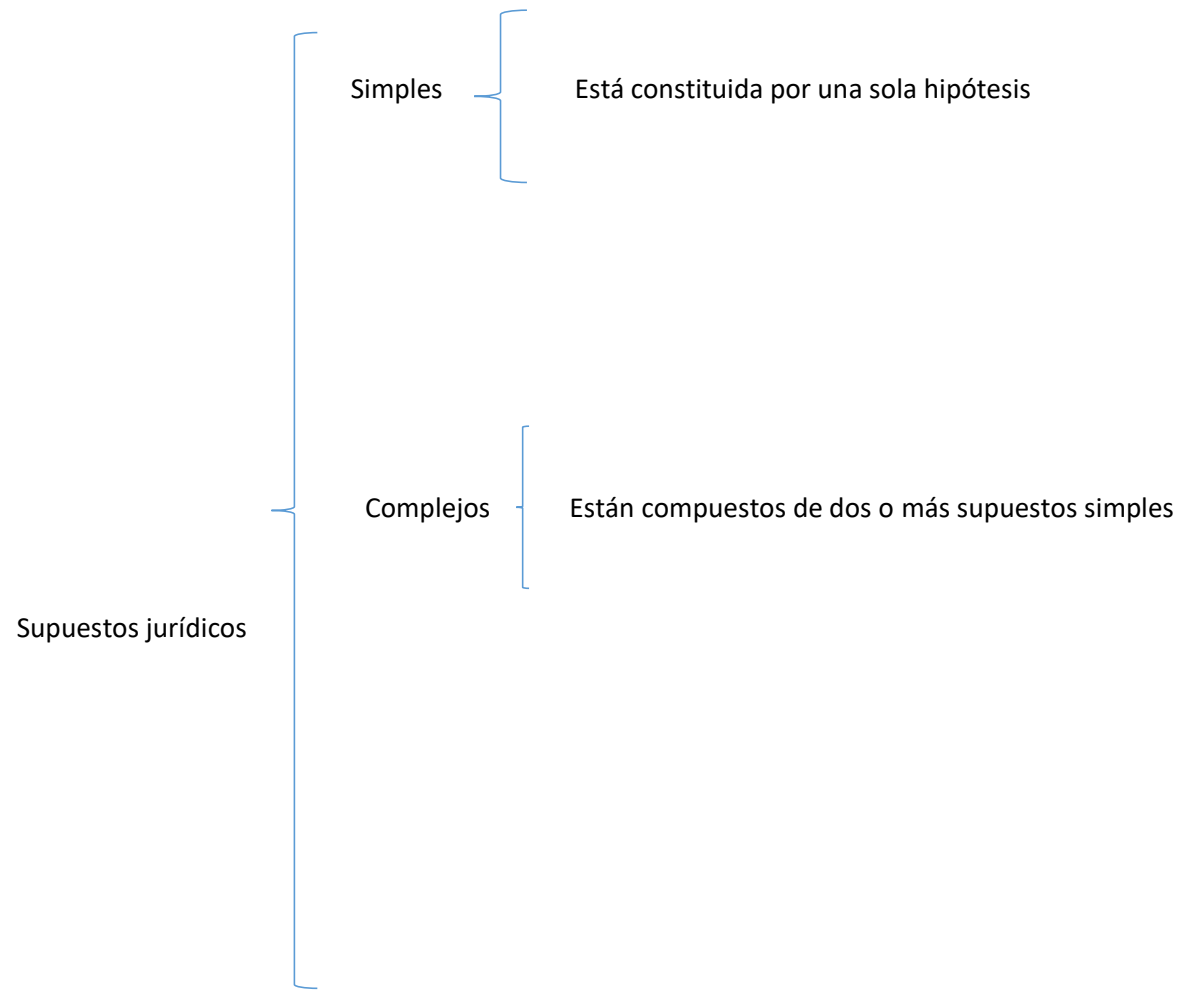 Simples
Está constituida por una sola hipótesis
Complejos
Están compuestos de dos o más supuestos simples
Supuestos jurídicos